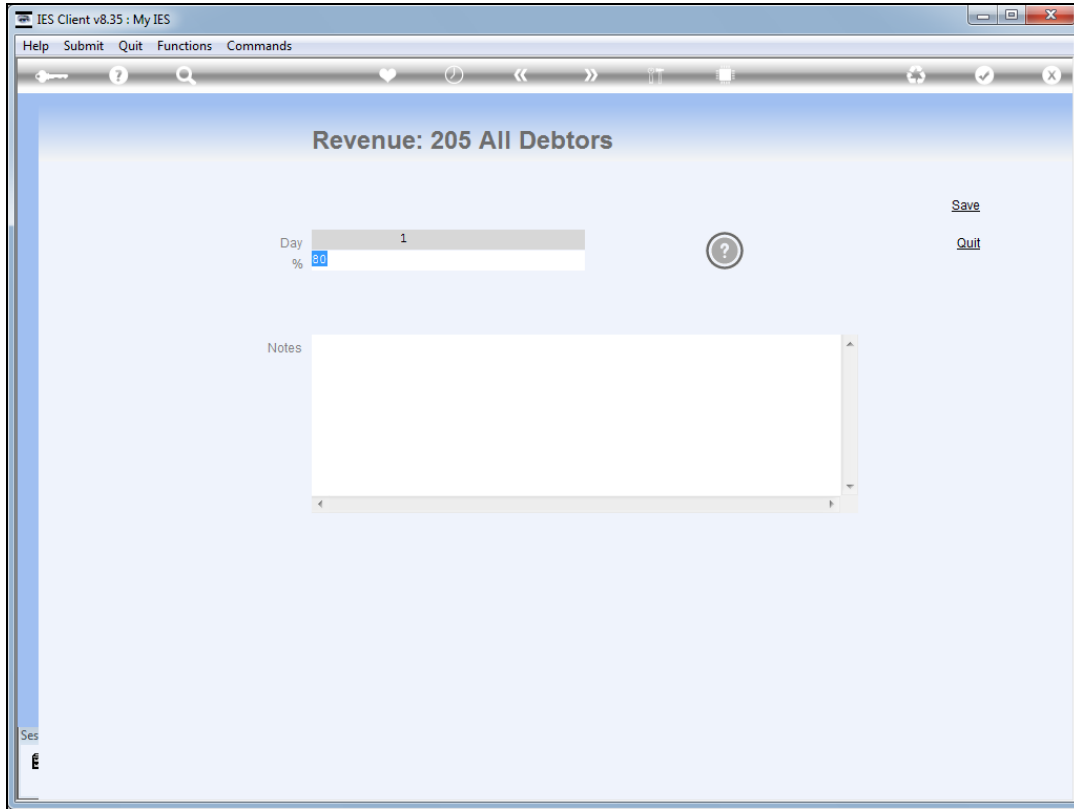 IES Client v8.35 : My IES
Help Submit Quit Functions Commands
Revenue: 205 All Debtors
Save
Day 1
Quit
% 80
Notes
Ses